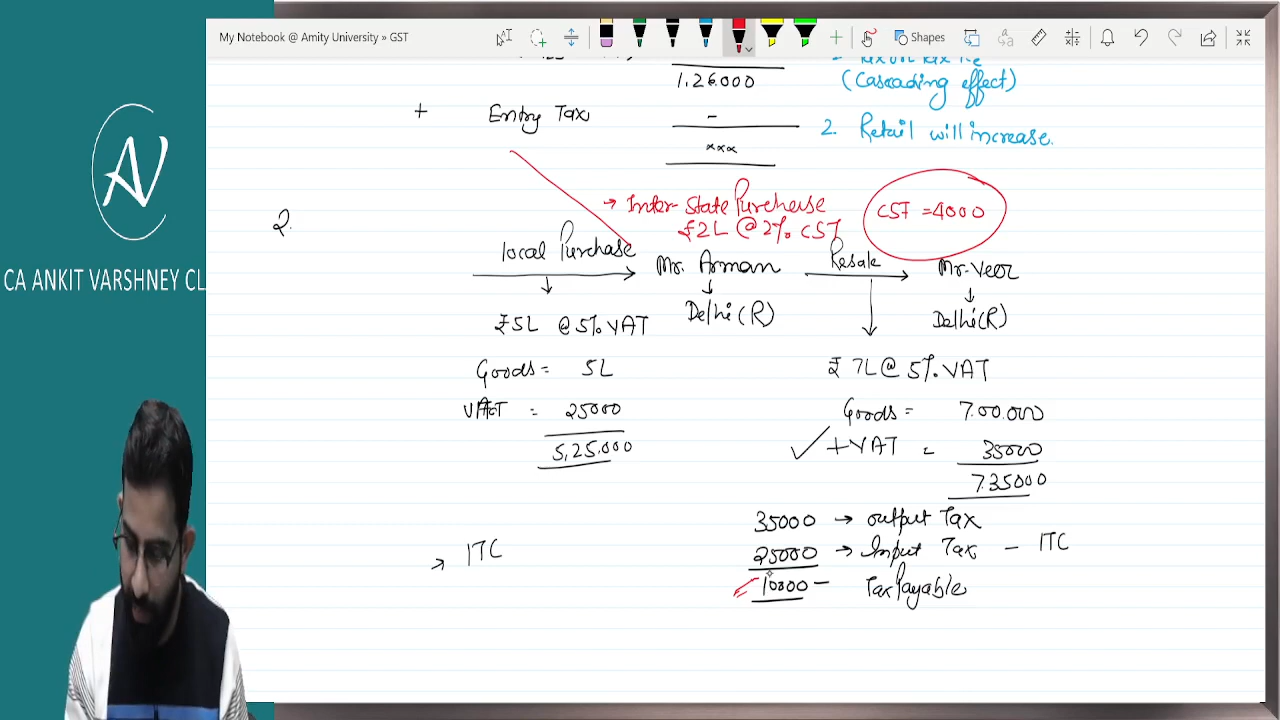 My Notebook @ Amity University » GST
Shapes
1,26,000
(Cascading effect)
+ Entry Tax -
2. Retail will increase.
xxx
→ Inter-State Purchase
₹2L @2% CST
CST = 4000
2.
local Purchase
Mr. Arman
Resale
Mr. Veer
Delhi (R)
Delhi (R)
₹5L @5% VAT
₹ 7L @ 5% VAT
Goods = 5L
Goods = 7,00,000
VAT = 25000
+VAT = 35000
5,25,000
735000
35000 → output Tax
→ ITC
25000 → Input Tax - ITC
10000 - Tax Payable
AV
CA ANKIT VARSHNEY CL